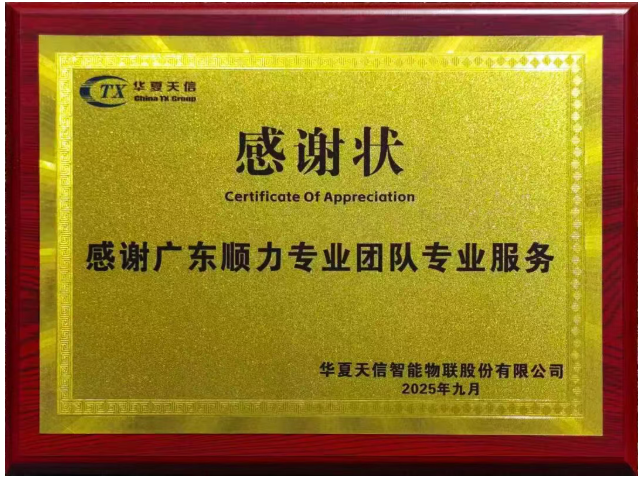 TX 华夏天信
China TX Group
感谢状
Certificate Of Appreciation
感谢广东顺力专业团队专业服务
华夏天信智能物联股份有限公司
2025年九月